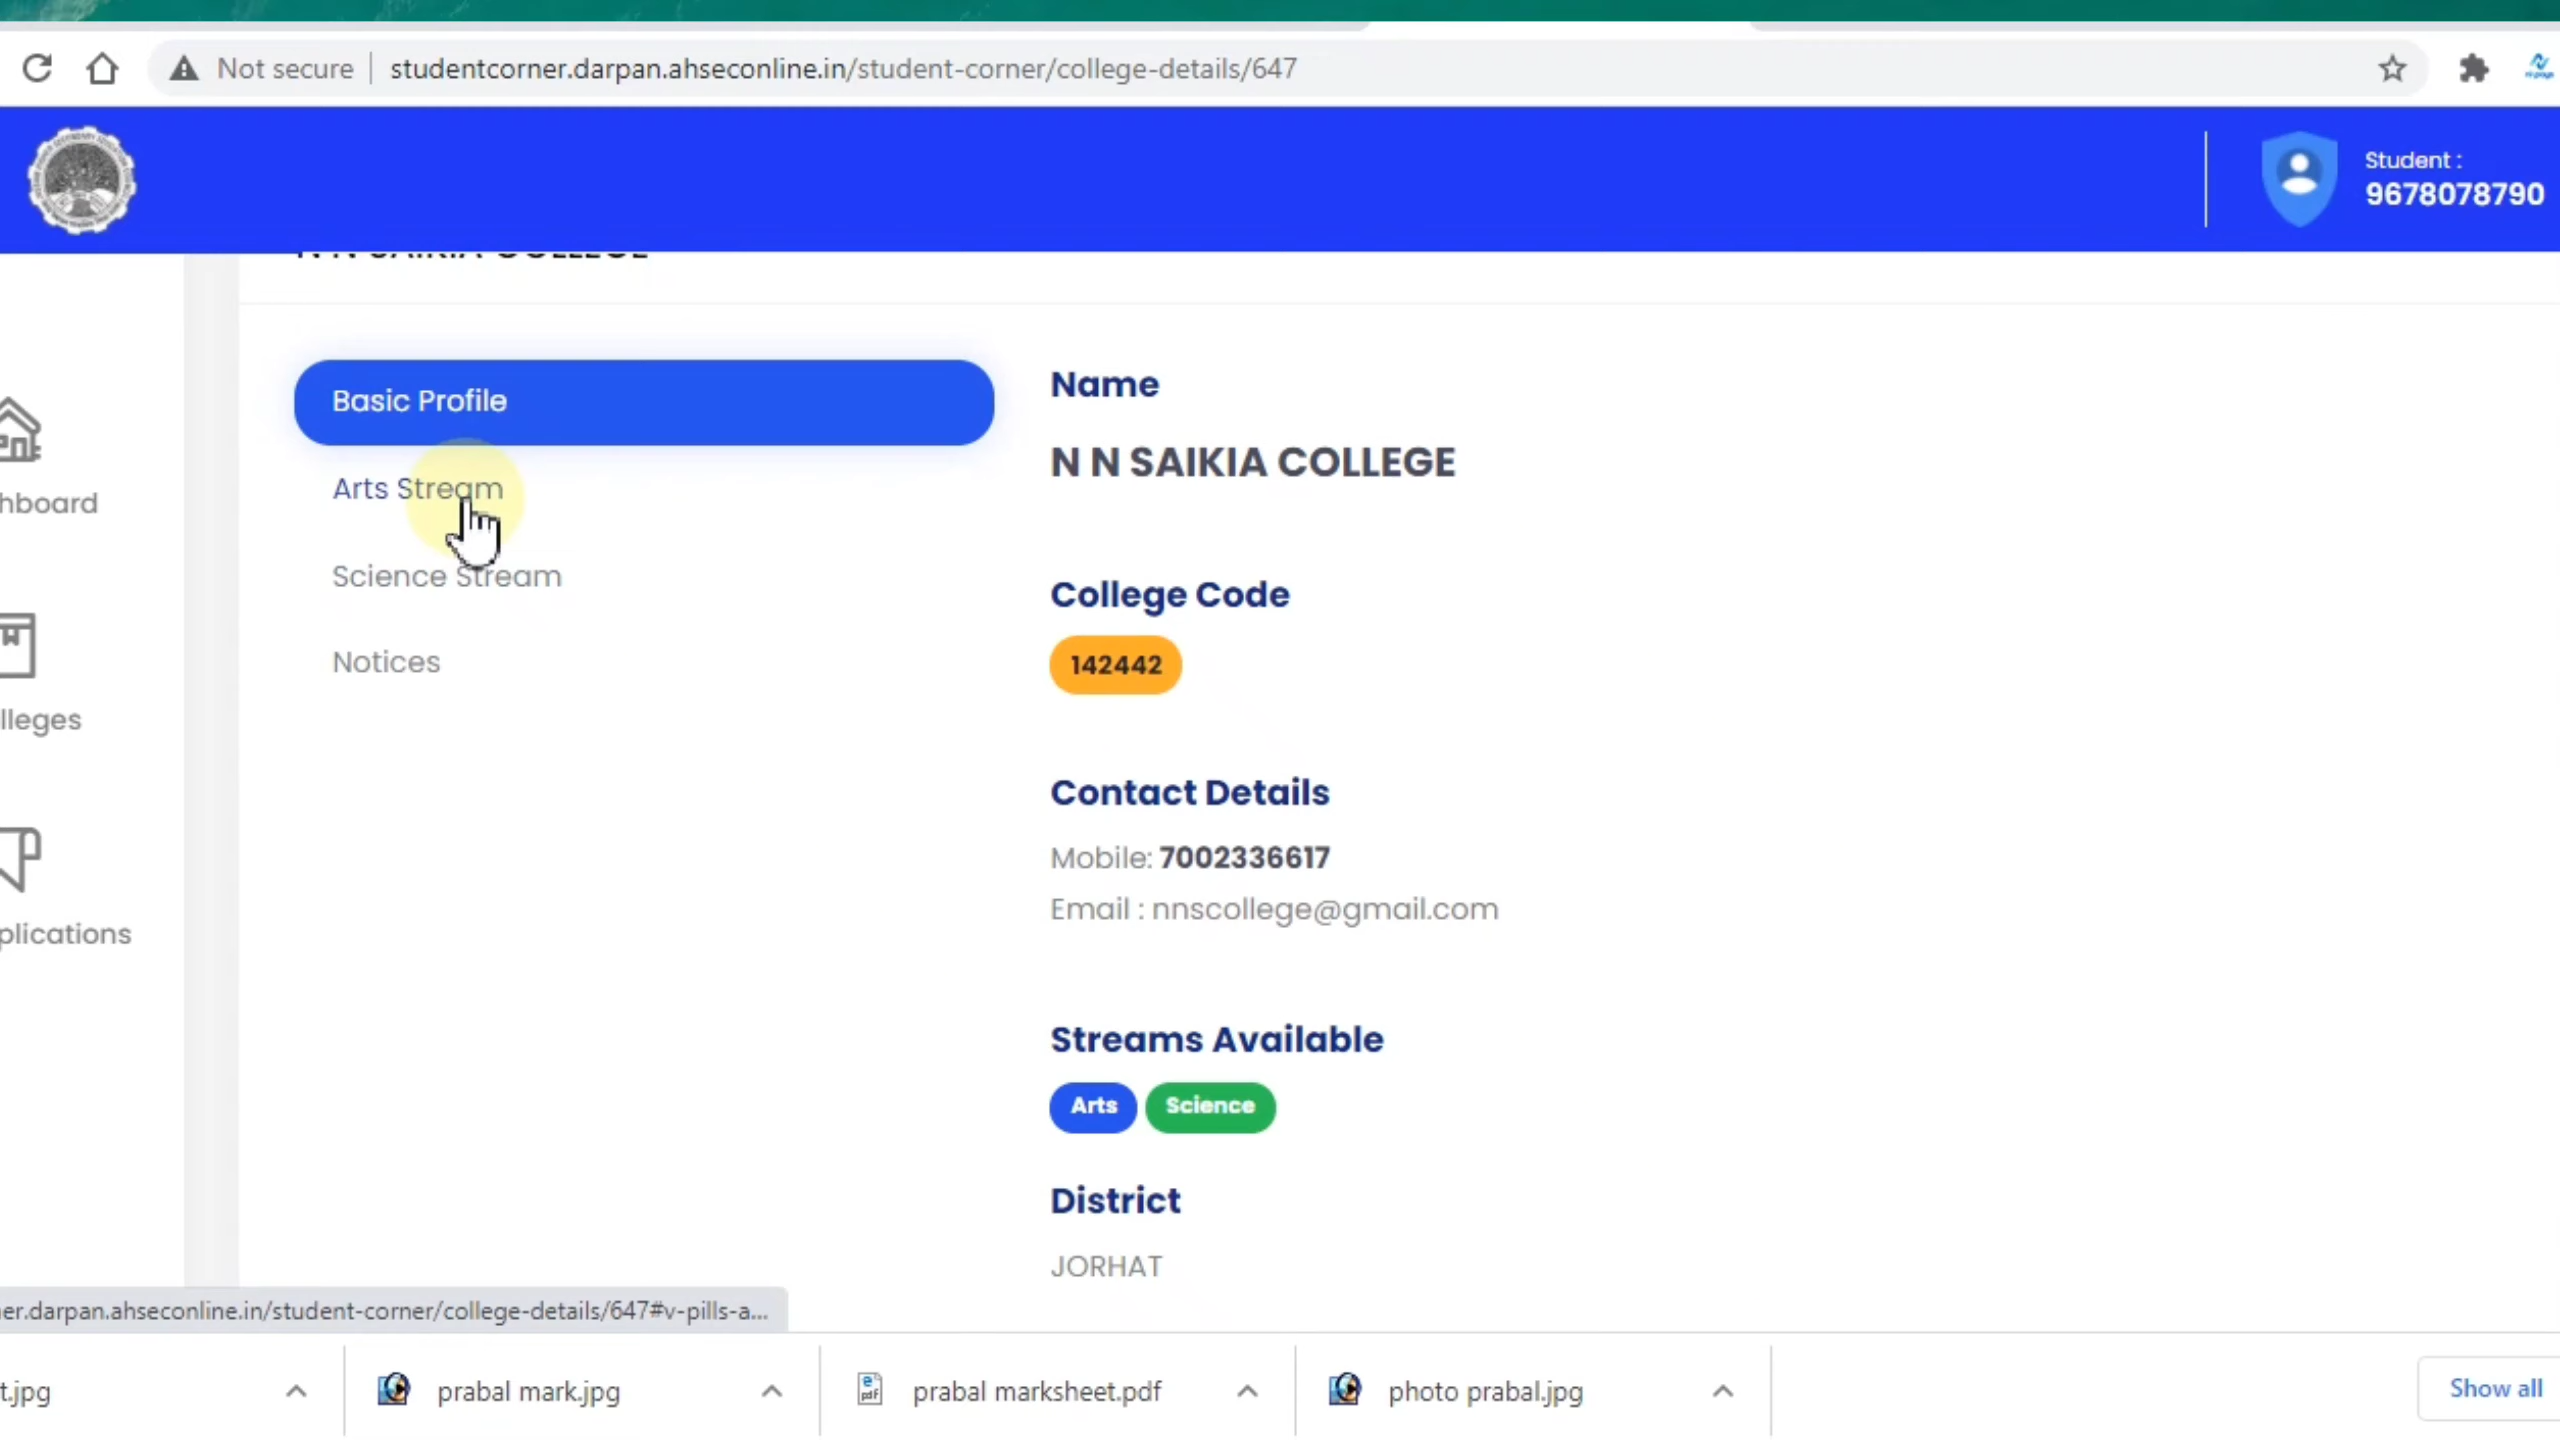 Not secure | studentcorner.darpan.ahseconline.in/student-corner/college-details/647
Student :
9678078790
N N SAIKIA COLLEGE
Basic Profile
Arts Stream
Science Stream
Notices
hboard
lleges
plications
Name
N N SAIKIA COLLEGE
College Code
142442
Contact Details
Mobile: 7002336617
Email : nnscollege@gmail.com
Streams Available
Arts Science
District
JORHAT
er.darpan.ahseconline.in/student-corner/college-details/647#v-pills-a...
t.jpg
prabal mark.jpg
prabal marksheet.pdf
photo prabal.jpg
Show all